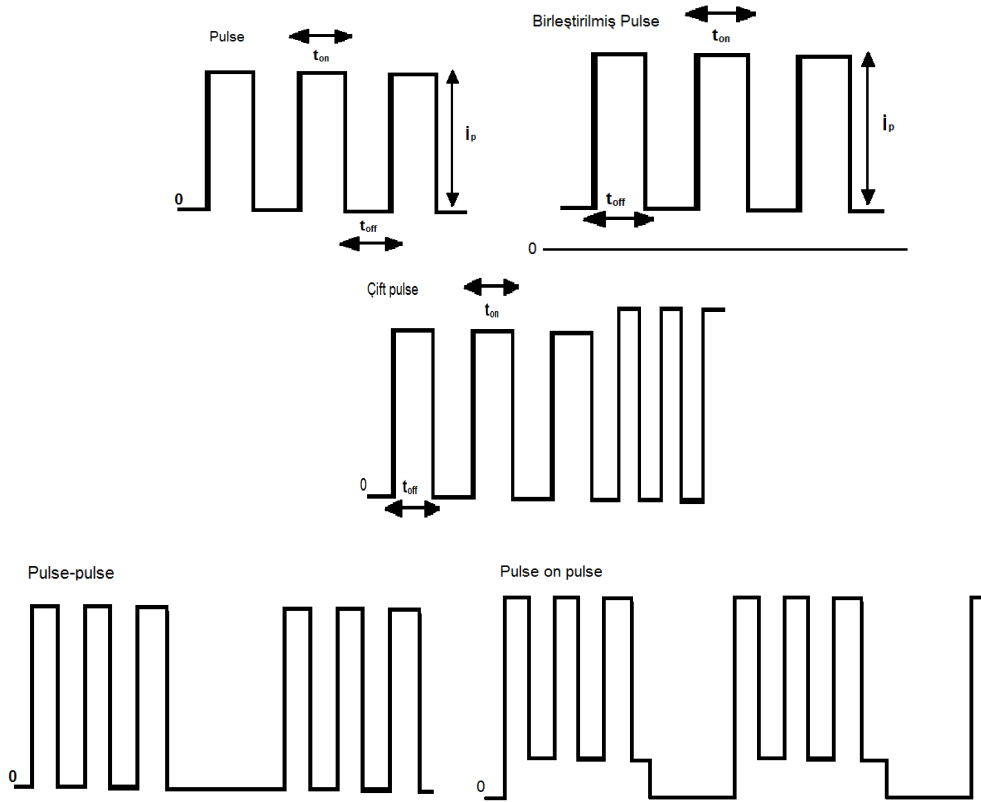 Pulse
ton
ip
0
toff
Birleştirilmiş Pulse
ton
İp
toff
0
Çift pulse
ton
0
toff
Pulse-pulse
0
Pulse on pulse
0